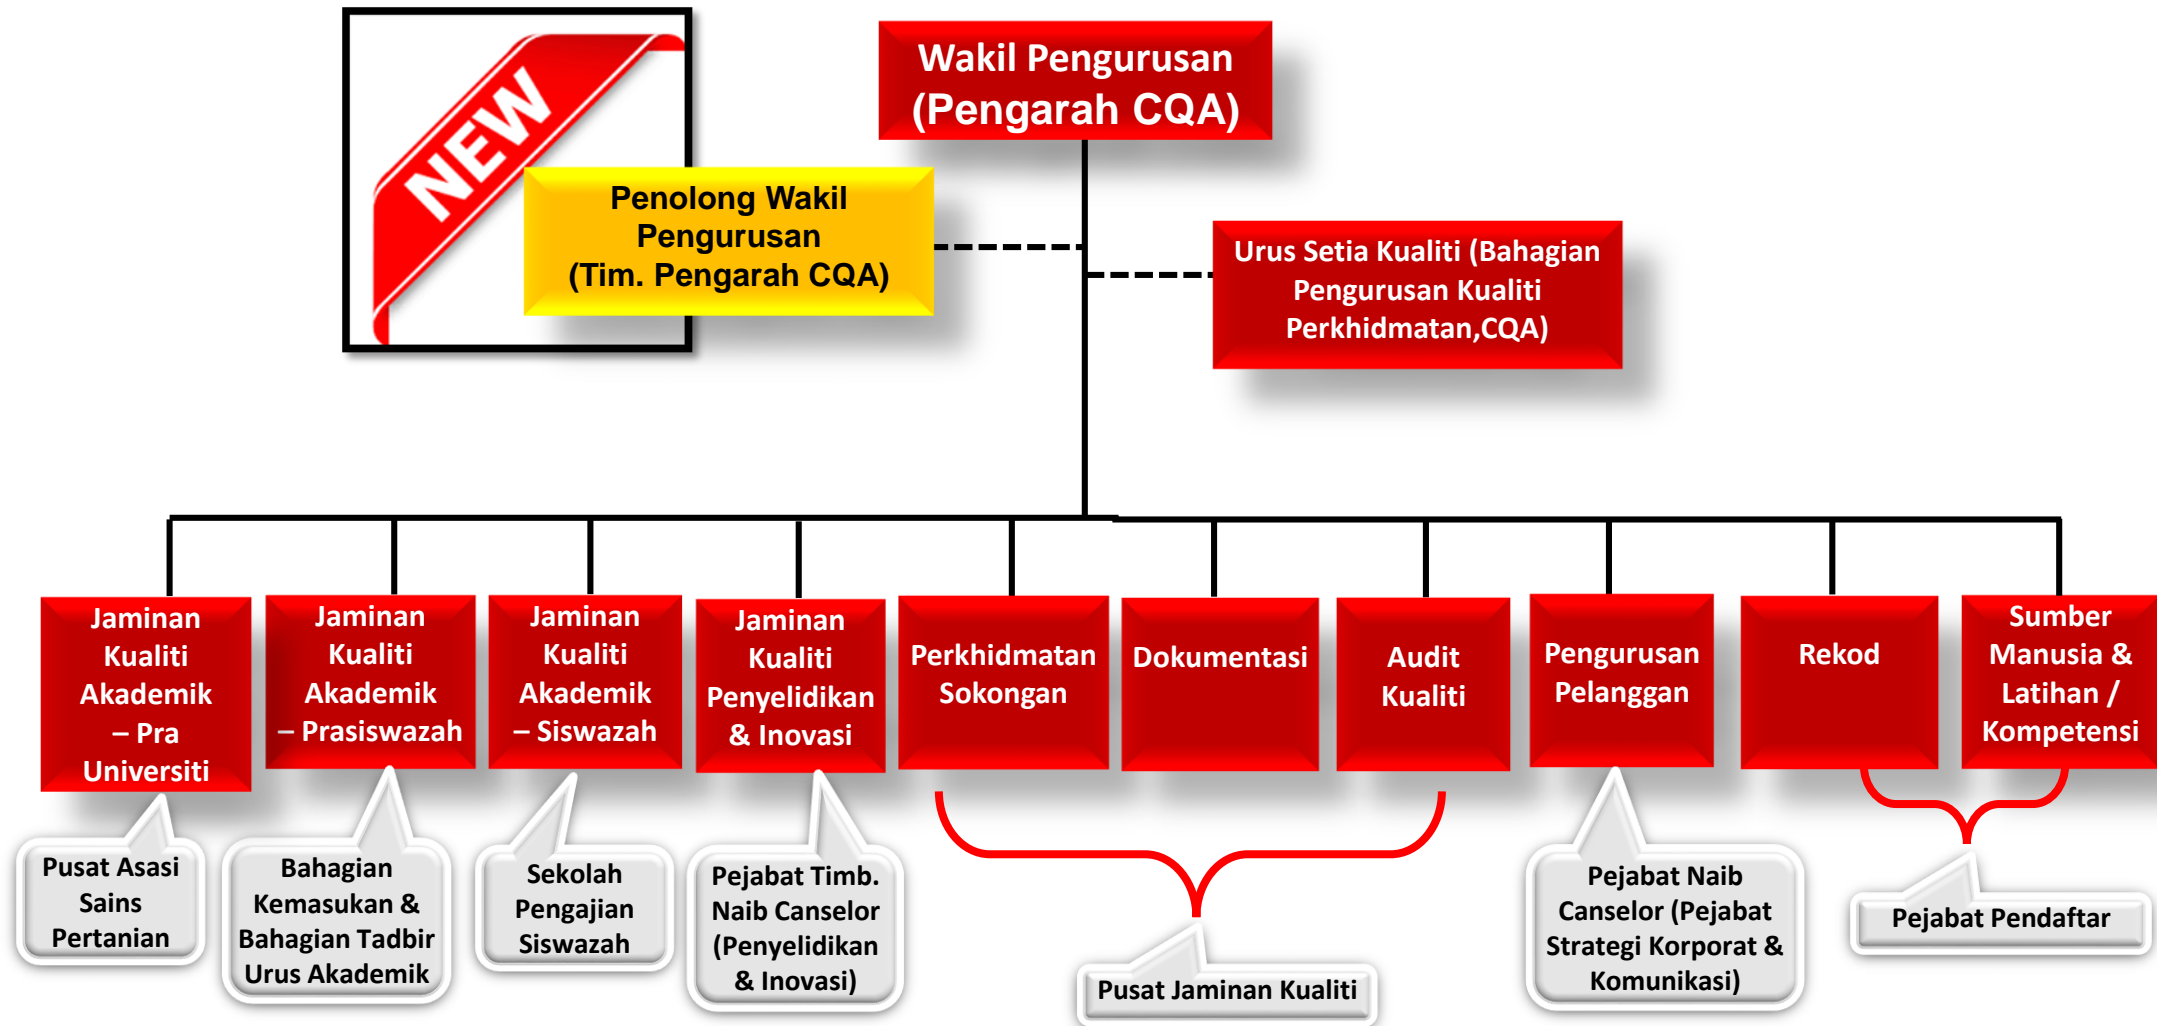 NEW
Wakil Pengurusan
(Pengarah CQA)
Penolong Wakil
Pengurusan
(Tim. Pengarah CQA)
Urus Setia Kualiti (Bahagian
Pengurusan Kualiti
Perkhidmatan,CQA)
Jaminan
Kualiti
Akademik
– Pra
Universiti
Jaminan
Kualiti
Akademik
– Prasiswazah
Jaminan
Kualiti
Akademik
– Siswazah
Jaminan
Kualiti
Penyelidikan
& Inovasi
Perkhidmatan
Sokongan
Dokumentasi
Audit
Kualiti
Pengurusan
Pelanggan
Rekod
Sumber
Manusia &
Latihan /
Kompetensi
Pusat Asasi
Sains
Pertanian
Bahagian
Kemasukan &
Bahagian Tadbir
Urus Akademik
Sekolah
Pengajian
Siswazah
Pejabat Timb.
Naib Canselor
(Penyelidikan
& Inovasi)
Pusat Jaminan Kualiti
Pejabat Naib
Canselor (Pejabat
Strategi Korporat &
Komunikasi)
Pejabat Pendaftar